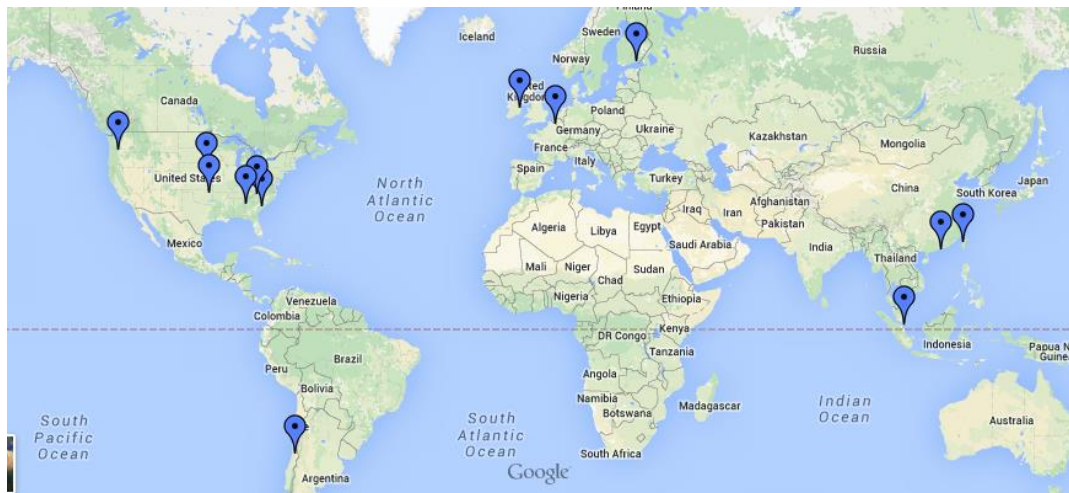 Finland
Sweden
Iceland
Russia
Norway
Canada
United
Kingdom
Poland
Germany
Ukraine
Kazakhstan
Mongolia
France
Italy
Spain
United States
Turkey
China
South Korea
Japan
North
Atlantic
Ocean
Afghanistan
Iraq
Iran
Pakistan
Algeria
Libya
Egypt
Saudi Arabia
India
Mexico
Thailand
Mali
Niger
Sudan
Chad
Venezuela
Nigeria
Ethiopia
Colombia
DR Congo
Kenya
Indonesia
Papua N
Guine
Tanzania
Brazil
Peru
Angola
Bolivia
Namibia
Madagascar
Botswana
Indian
Ocean
South
Pacific
Ocean
South
Atlantic
Ocean
Australia
South Africa
Google
Argentina